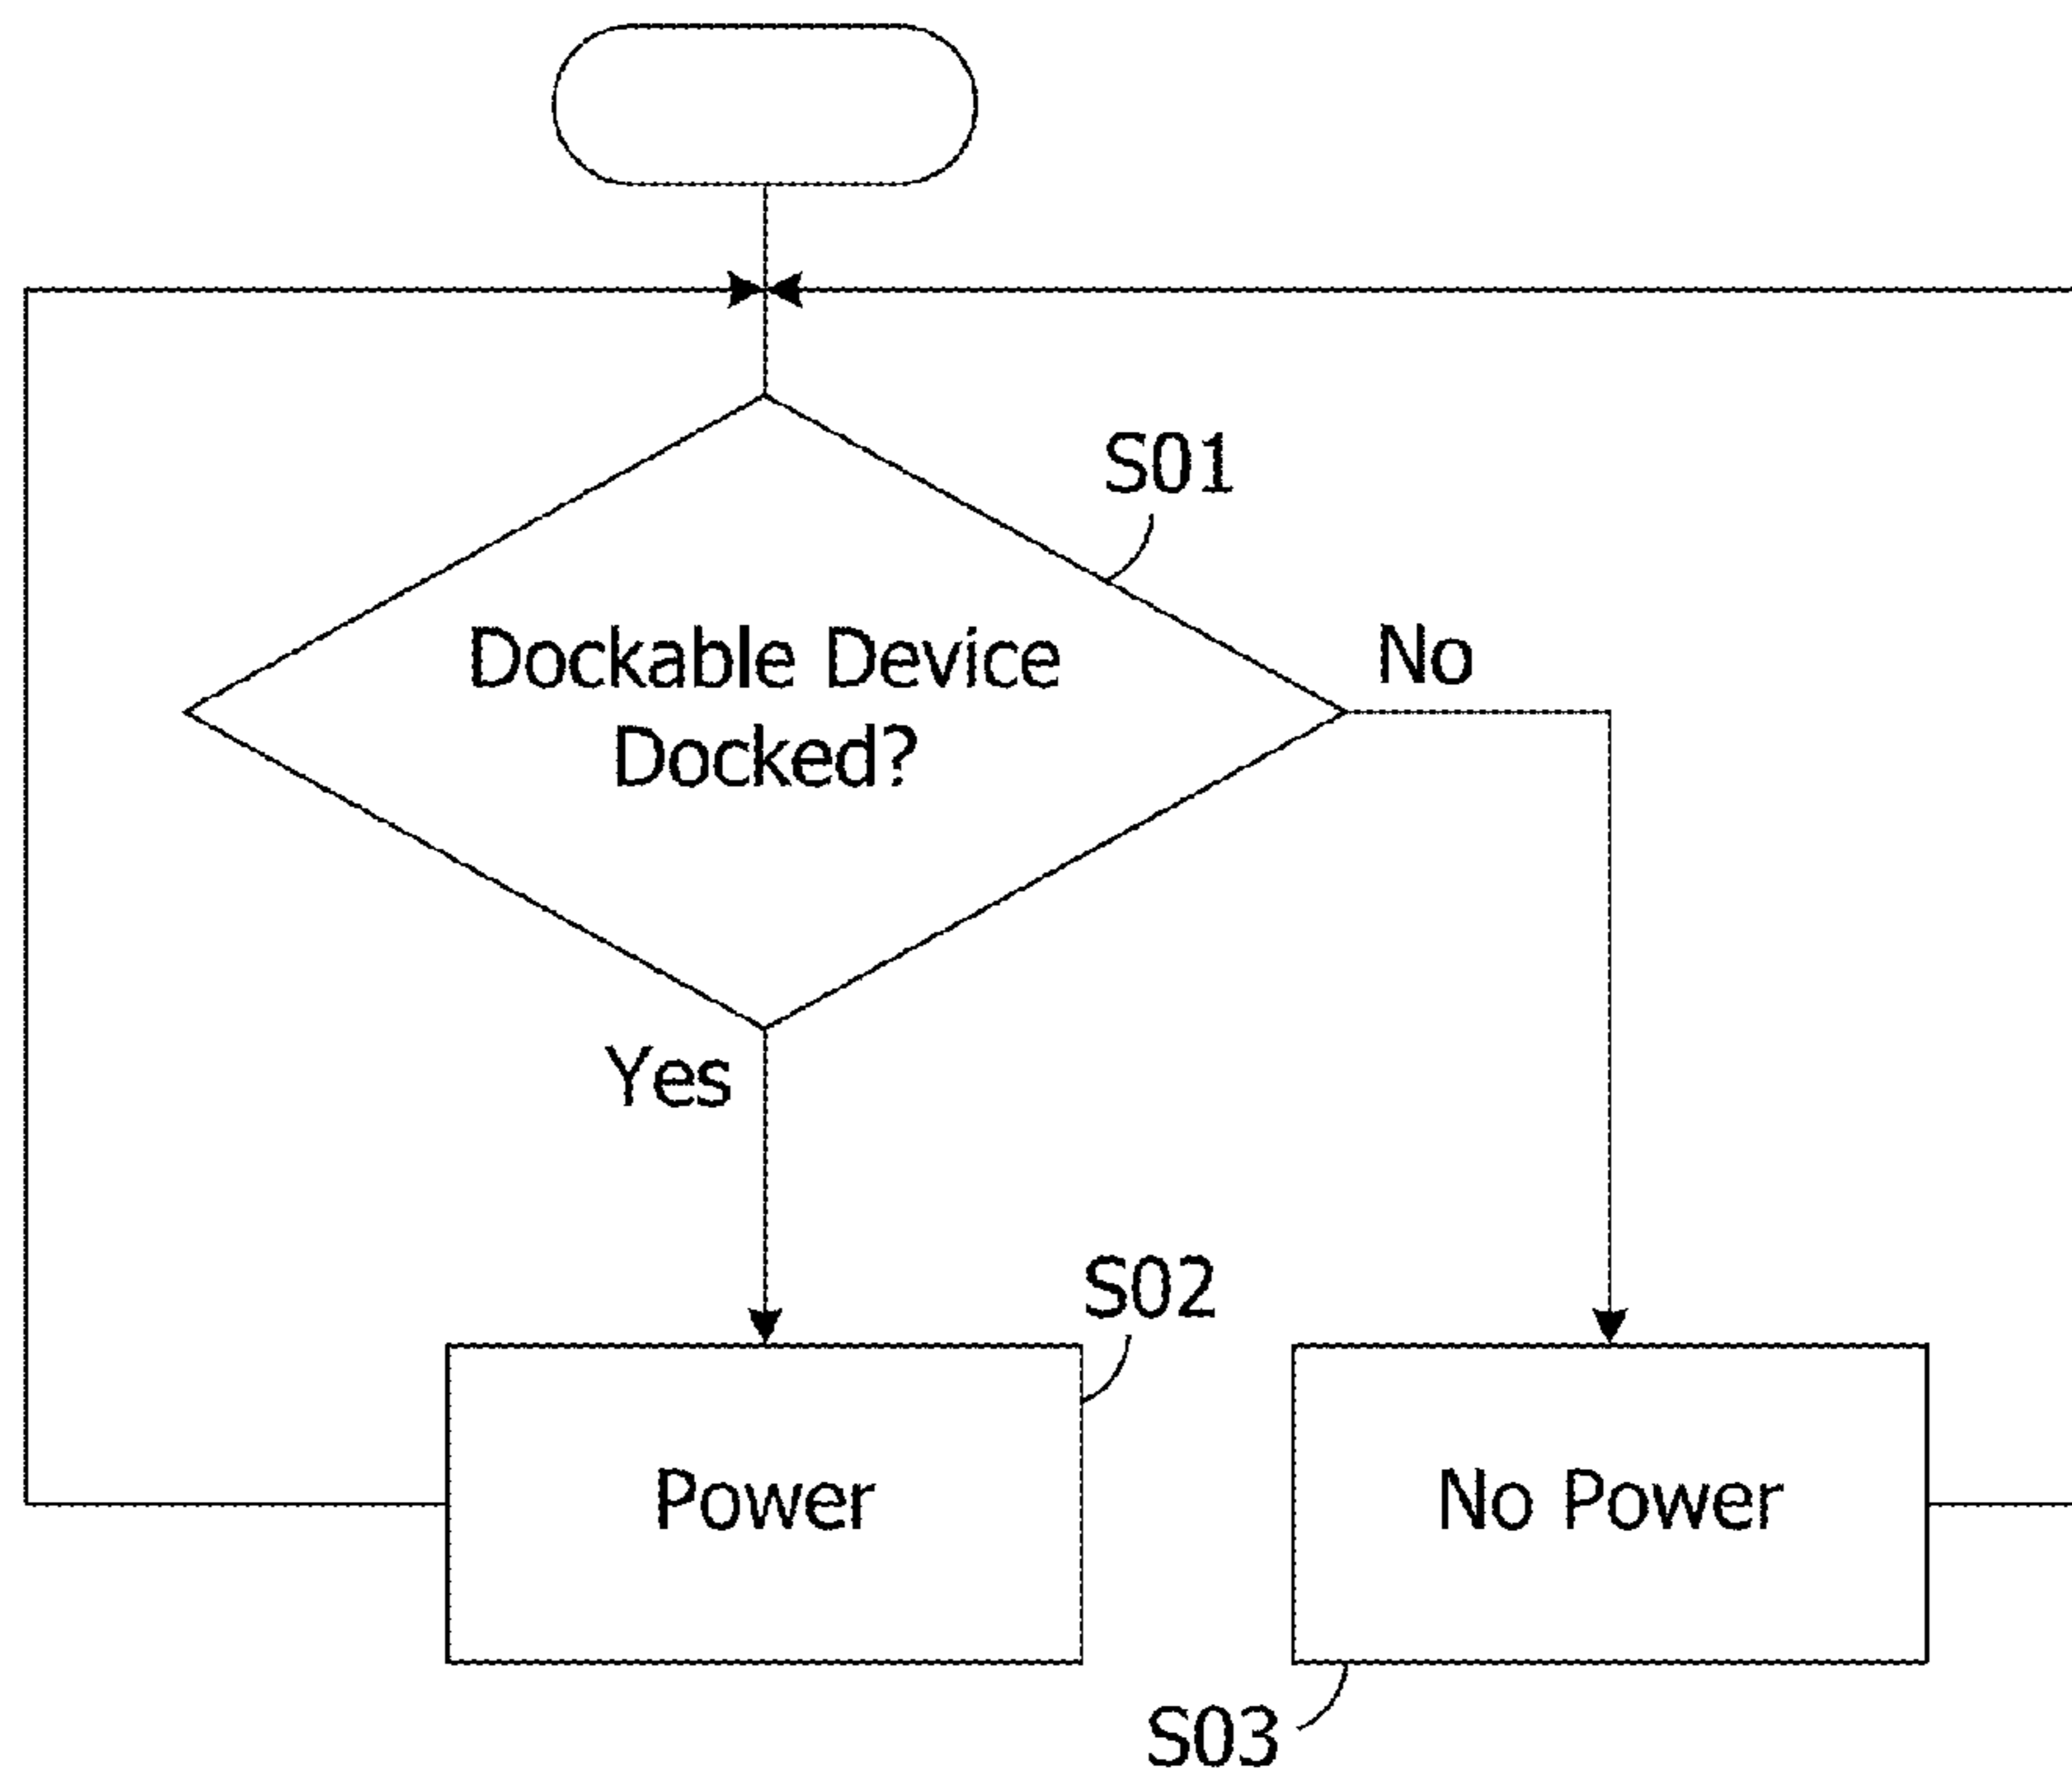 S01
Dockable Device
Docked?
No
Yes
S02
Power
No Power
S03